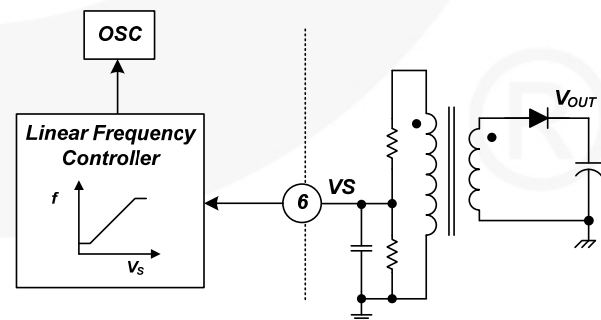 OSC
Linear Frequency
Controller
f
VS
6
VS
VOUT
®